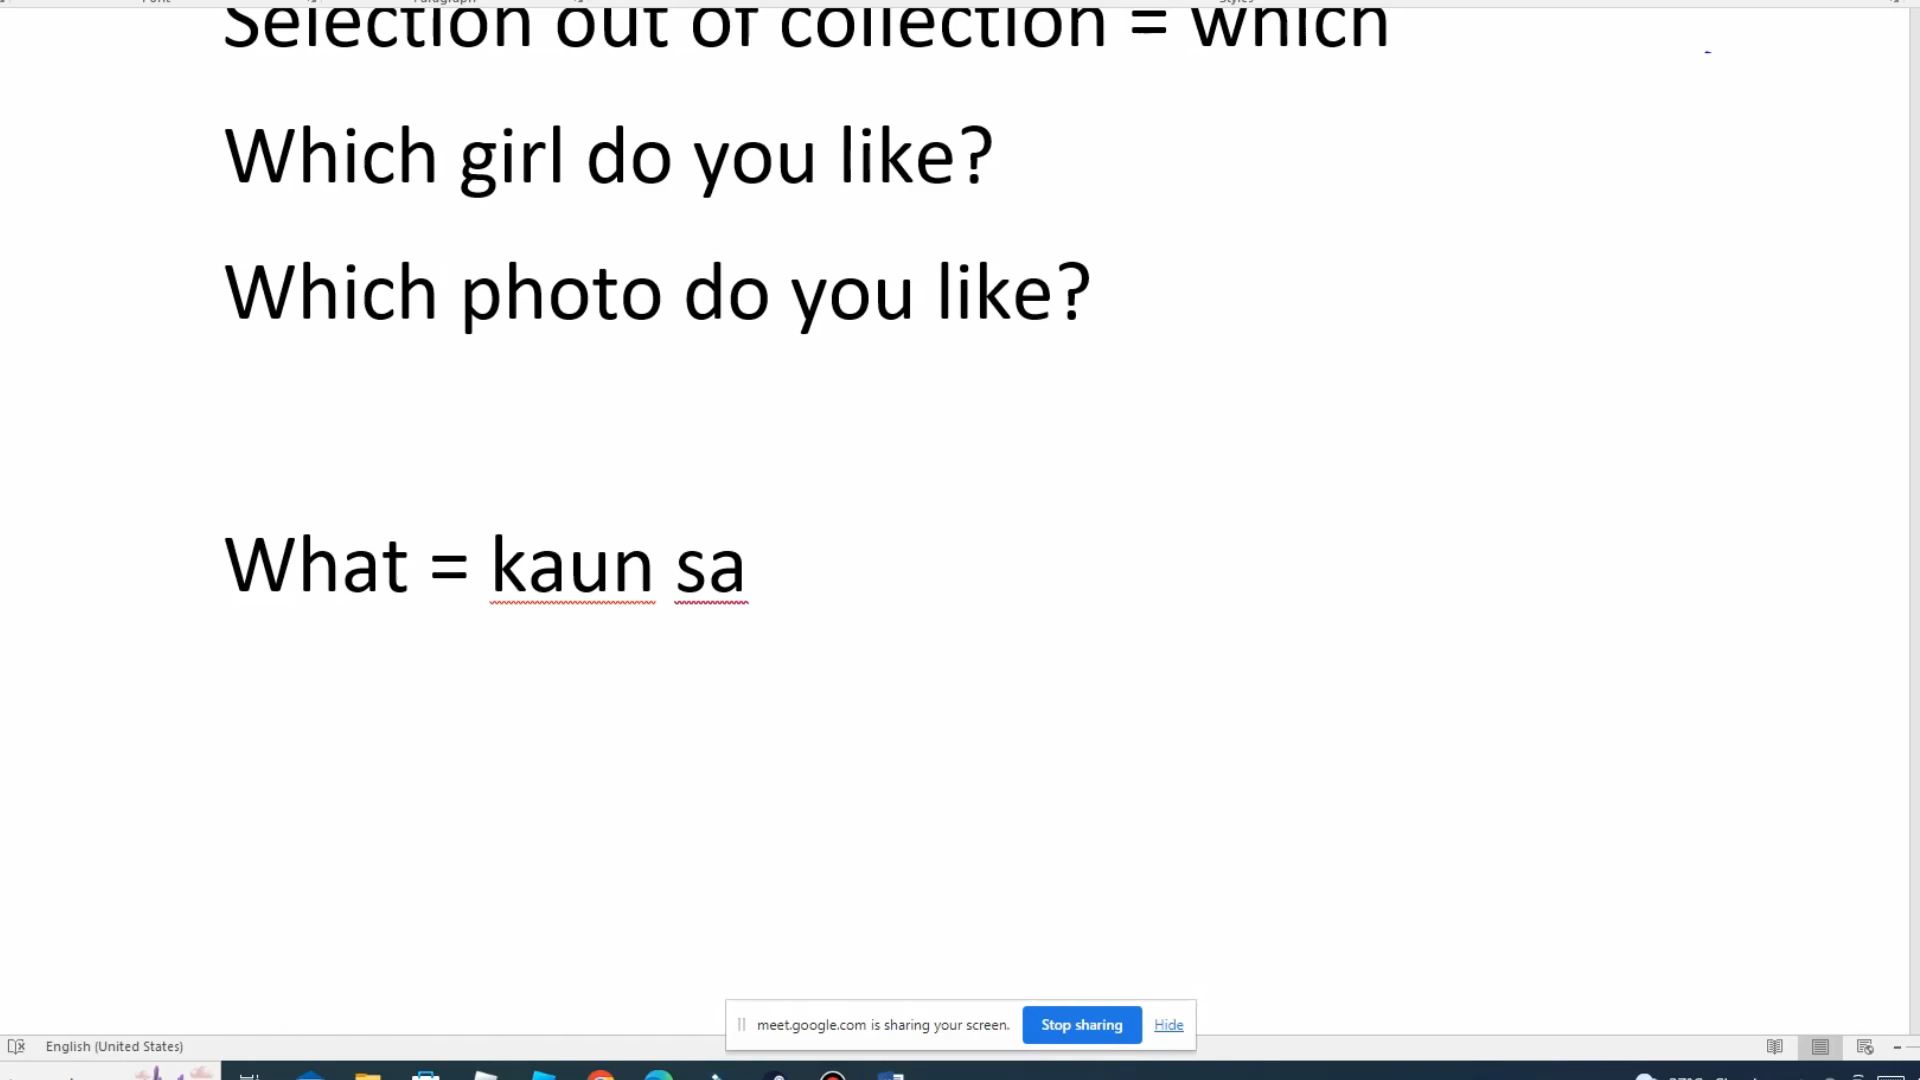 Selection out of collection = which
Which girl do you like?
Which photo do you like?
What = kaun sa
meet.google.com is sharing your screen. Stop sharing Hide
English (United States)